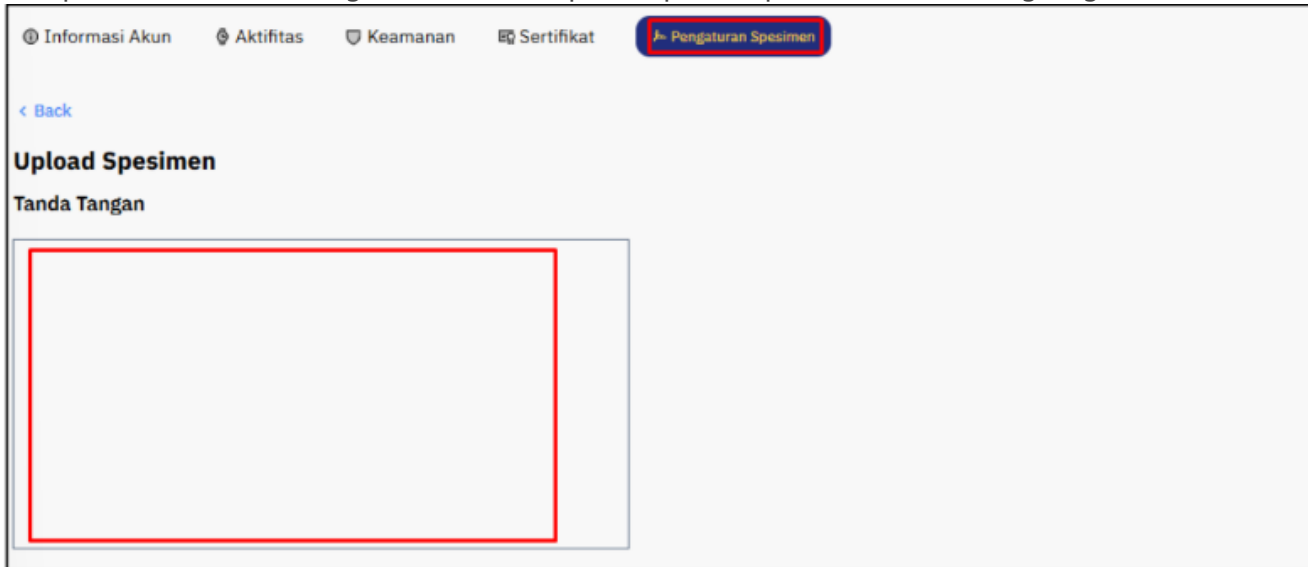 Informasi Akun Aktifitas Keamanan Sertifikat Pengaturan Spesimen
< Back
Upload Spesimen
Tanda Tangan